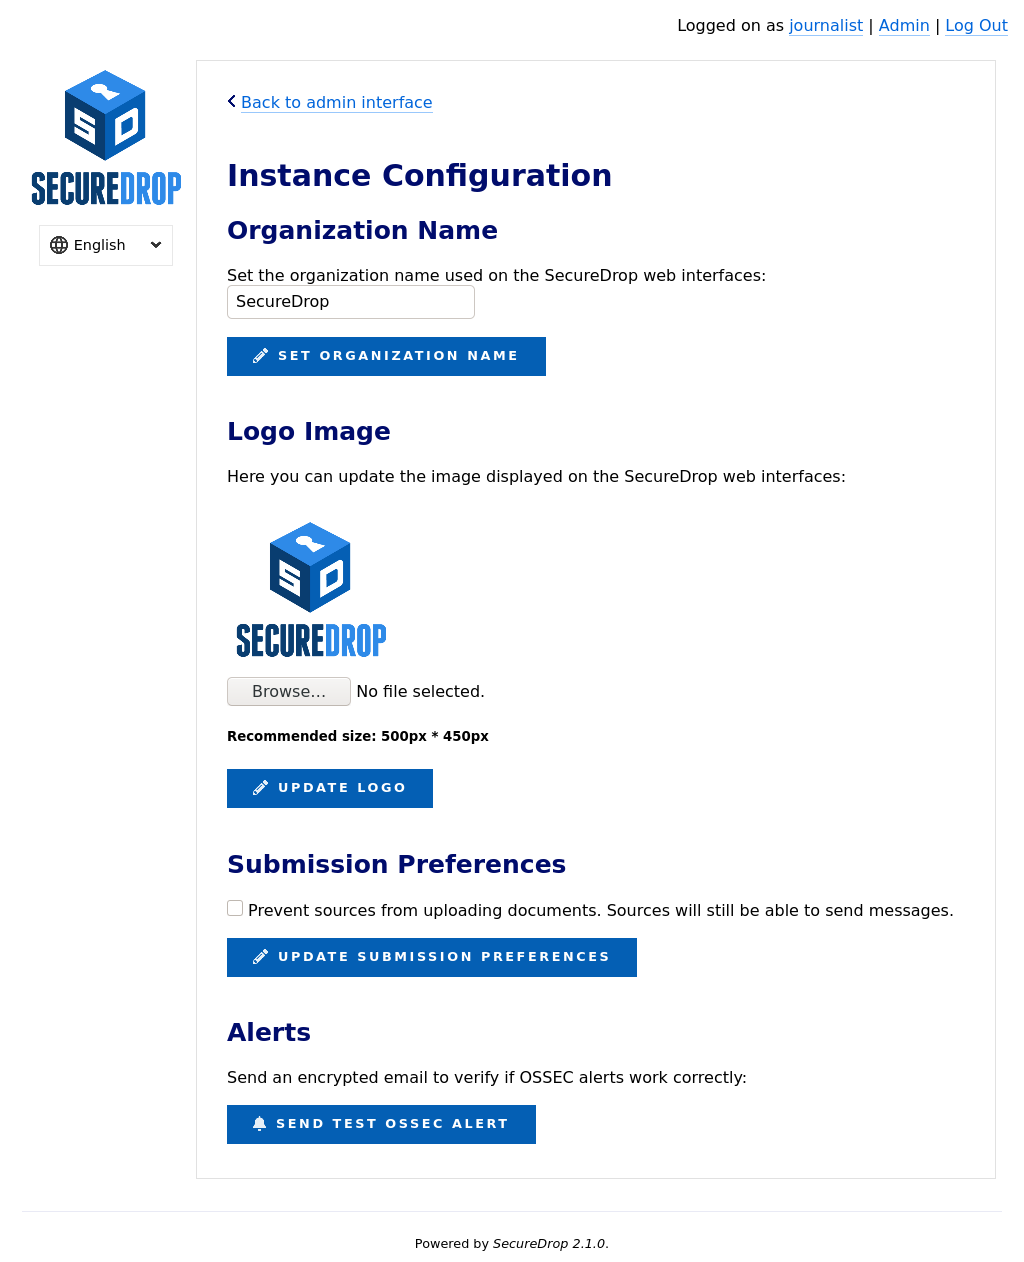 Logged on as journalist | Admin | Log Out
SD
SECUREDROP
English
Back to admin interface
Instance Configuration
Organization Name
Set the organization name used on the SecureDrop web interfaces:
SecureDrop
SET ORGANIZATION NAME
Logo Image
Here you can update the image displayed on the SecureDrop web interfaces:
SD
SECUREDROP
Browse... No file selected.
Recommended size: 500px * 450px
UPDATE LOGO
Submission Preferences
Prevent sources from uploading documents. Sources will still be able to send messages.
UPDATE SUBMISSION PREFERENCES
Alerts
Send an encrypted email to verify if OSSEC alerts work correctly:
SEND TEST OSSEC ALERT
Powered by SecureDrop 2.1.0.